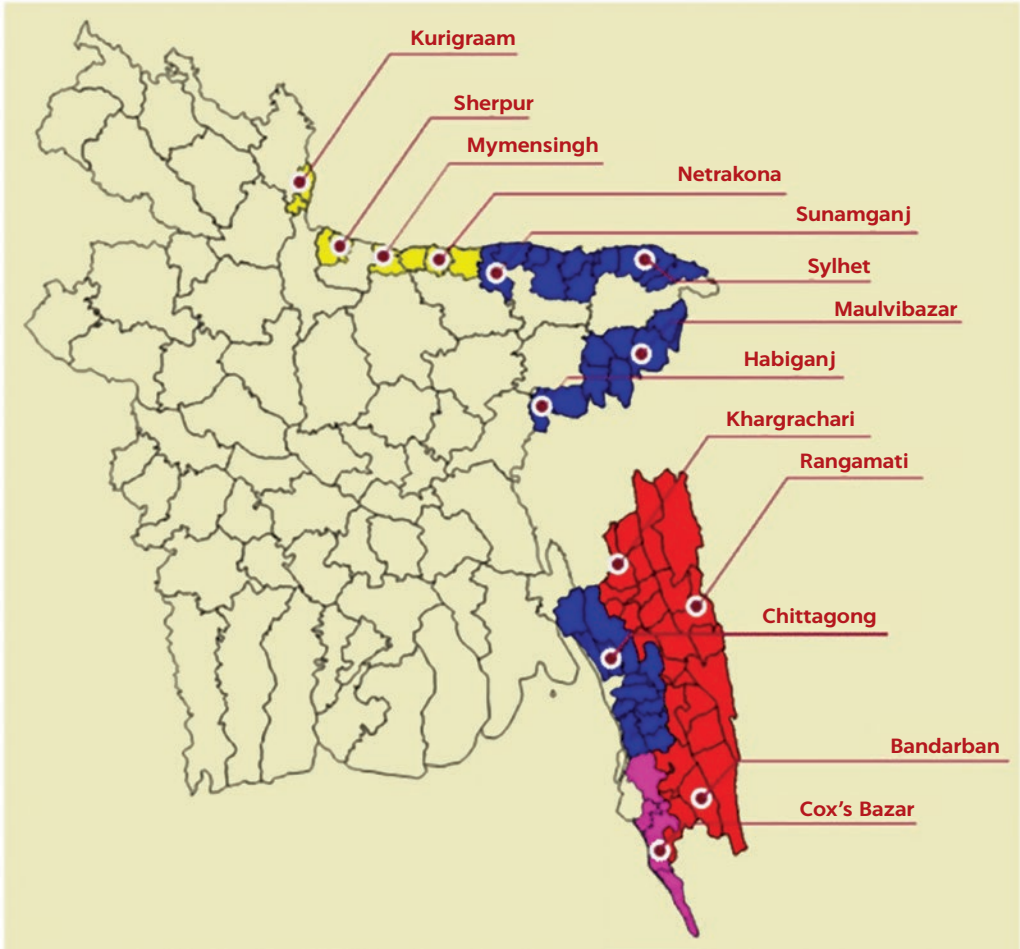 Kurigraam
Sherpur
Mymensingh
Netrakona
Sunamganj
Sylhet
Maulvibazar
Habiganj
Khargrachari
Rangamati
Chittagong
Bandarban
Cox's Bazar